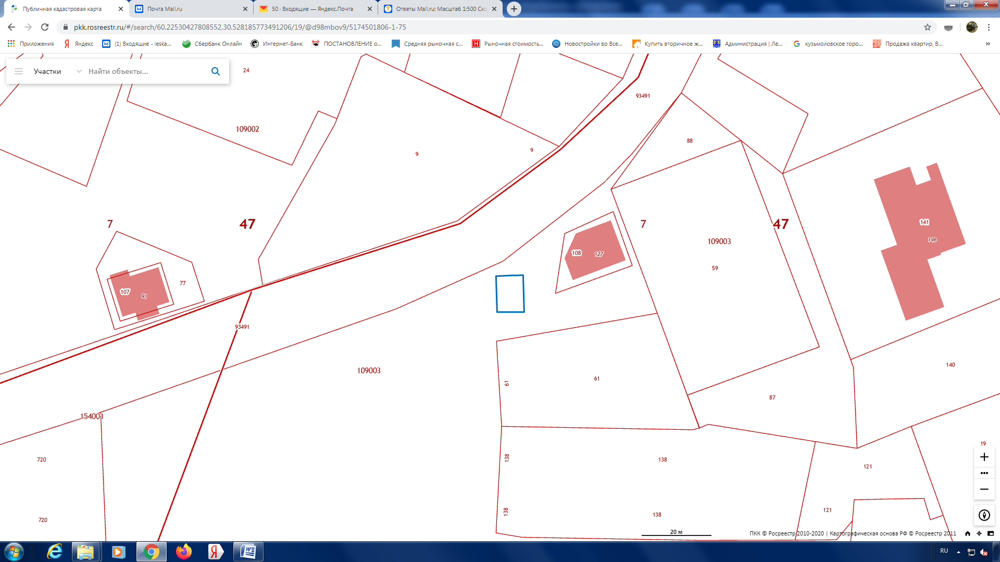 Публичная кадастровая карта
Почта Mail.ru
50 · Входящие — Яндекс.Почта
Ответы Mail.ru: Масштаб 1:500 Ско
pkk.rosreestr.ru/#/search/60.22530427808552,30.528185773491206/19/@d98mbov9/5174501806-1-75
Приложения
Яндекс
(1) Входящие - leska...
Сбербанк Онлайн
Интернет-Банк
ПОСТАНОВЛЕНИЕ о...
Средняя рыночная с...
Рыночная стоимость...
Новостройки во Все...
Купить вторичное ж...
Администрация | Ле...
кузьмоловское горо...
Продажа квартир, В...
»
Участки
Найти объекты...
24
93491
109002
88
9
9
7
47
7
47
141
146
109003
108
127
59
107
91
77
93491
109003
61
61
140
87
154001
720
138
138
19
121
720
138
138
121
20 м
ПКК © Росреестр 2010-2020 | Картографическая основа РФ © Росреестр 2011
RU